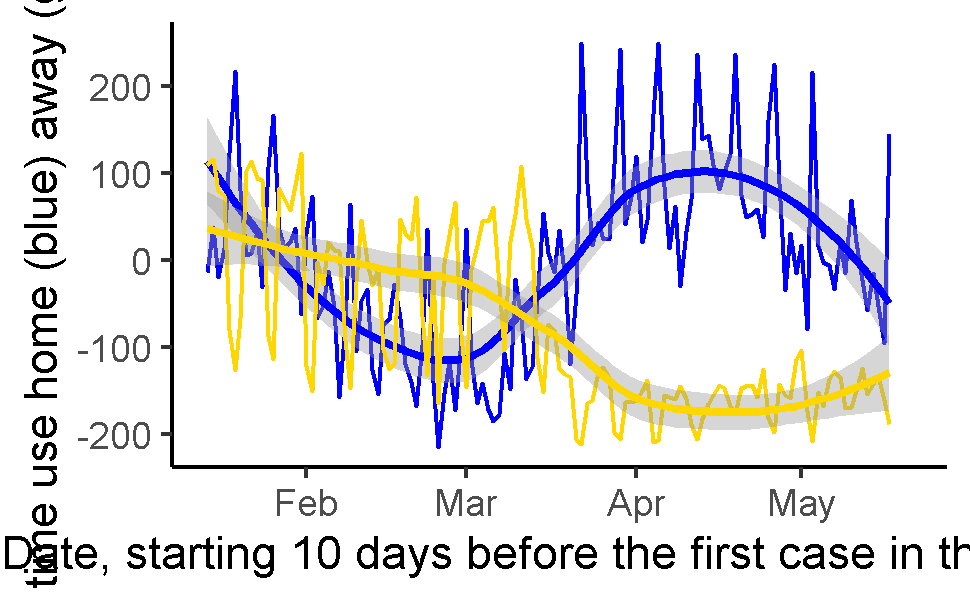 time use home (blue) away (
200
100
0
-100
-200
Feb Mar Apr May
Date, starting 10 days before the first case in th